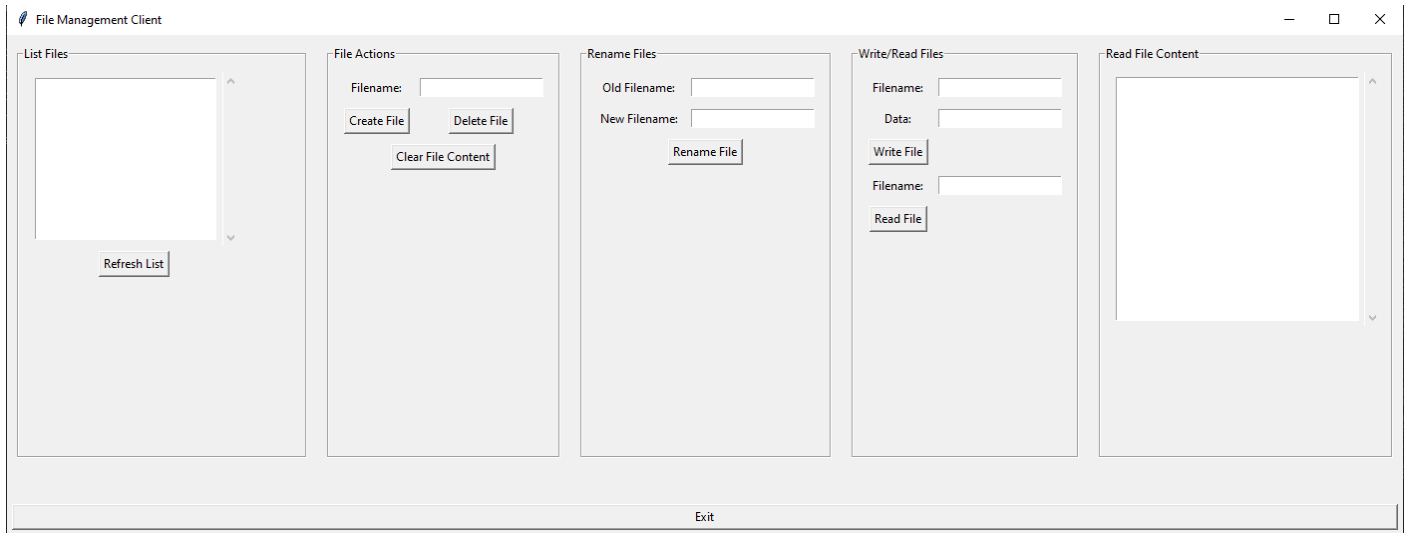 File Management Client
List Files
Refresh List
File Actions
Filename:
Create File
Delete File
Clear File Content
Rename Files
Old Filename:
New Filename:
Rename File
Write/Read Files
Filename:
Data:
Write File
Filename:
Read File
Read File Content
Exit